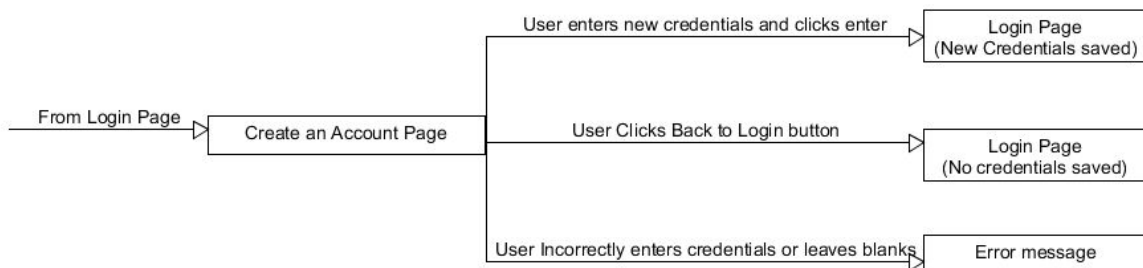 User enters new credentials and clicks enter
Login Page
(New Credentials saved)
From Login Page
Create an Account Page
User Clicks Back to Login button
Login Page
(No credentials saved)
User Incorrectly enters credentials or leaves blanks
Error message